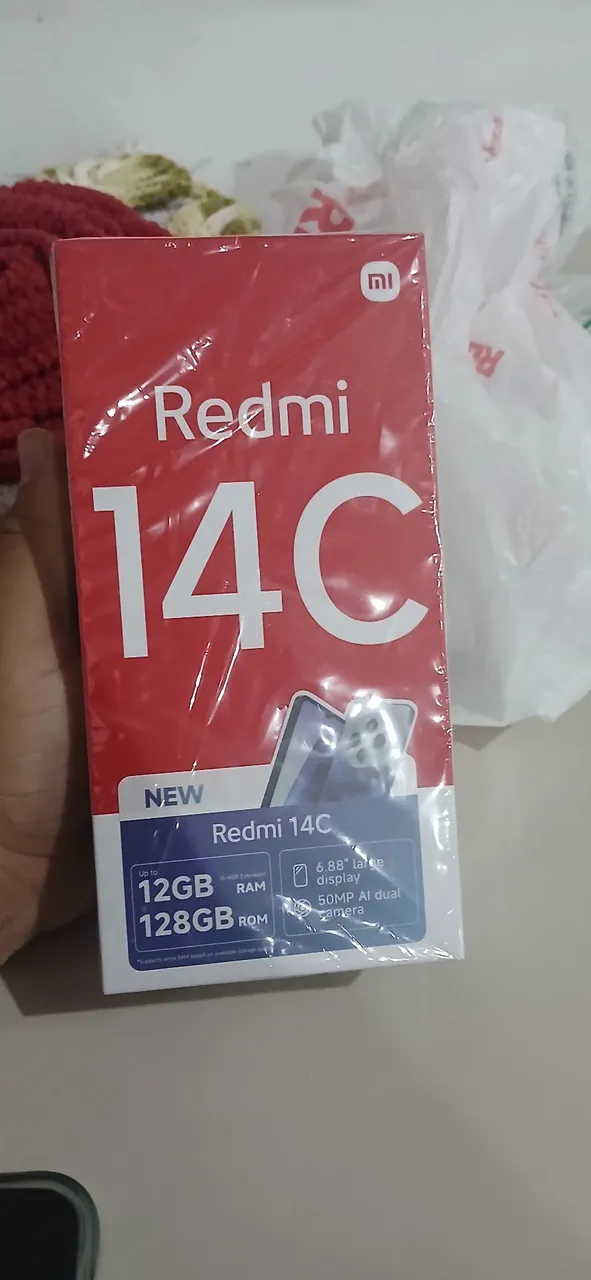 mi
Redmi
14C
NEW
Redmi 14C
Up to
12GB RAM
128GB ROM
6.88" large
display
50MP AI dual
camera